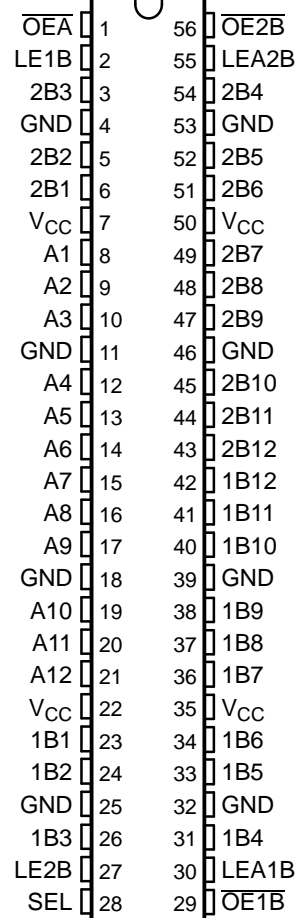 O̅E̅A̅ 1 56 O̅E̅2̅B̅
LE1B 2 55 LEA2B
2B3 3 54 2B4
GND 4 53 GND
2B2 5 52 2B5
2B1 6 51 2B6
VCC 7 50 VCC
A1 8 49 2B7
A2 9 48 2B8
A3 10 47 2B9
GND 11 46 GND
A4 12 45 2B10
A5 13 44 2B11
A6 14 43 2B12
A7 15 42 1B12
A8 16 41 1B11
A9 17 40 1B10
GND 18 39 GND
A10 19 38 1B9
A11 20 37 1B8
A12 21 36 1B7
VCC 22 35 VCC
1B1 23 34 1B6
1B2 24 33 1B5
GND 25 32 GND
1B3 26 31 1B4
LE2B 27 30 LEA1B
SEL 28 29 O̅E̅1̅B̅